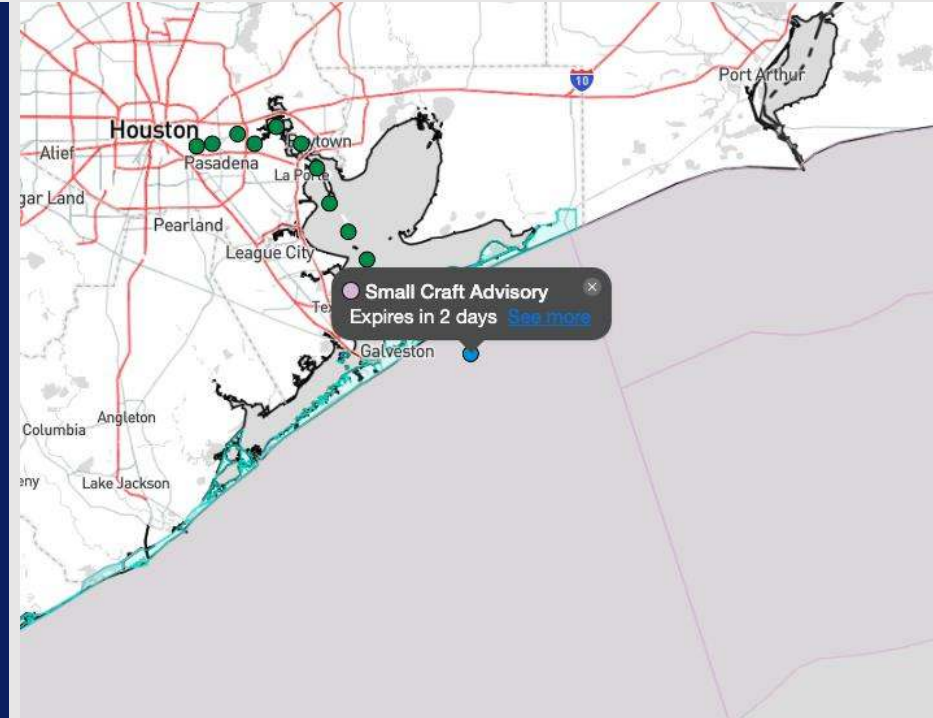 10
Port Arthur
Houston
Baytown
Alief
Pasadena
La Porte
gar Land
Pearland
League City
Small Craft Advisory
Expires in 2 days See more
Galveston
Angleton
Columbia
eny
Lake Jackson